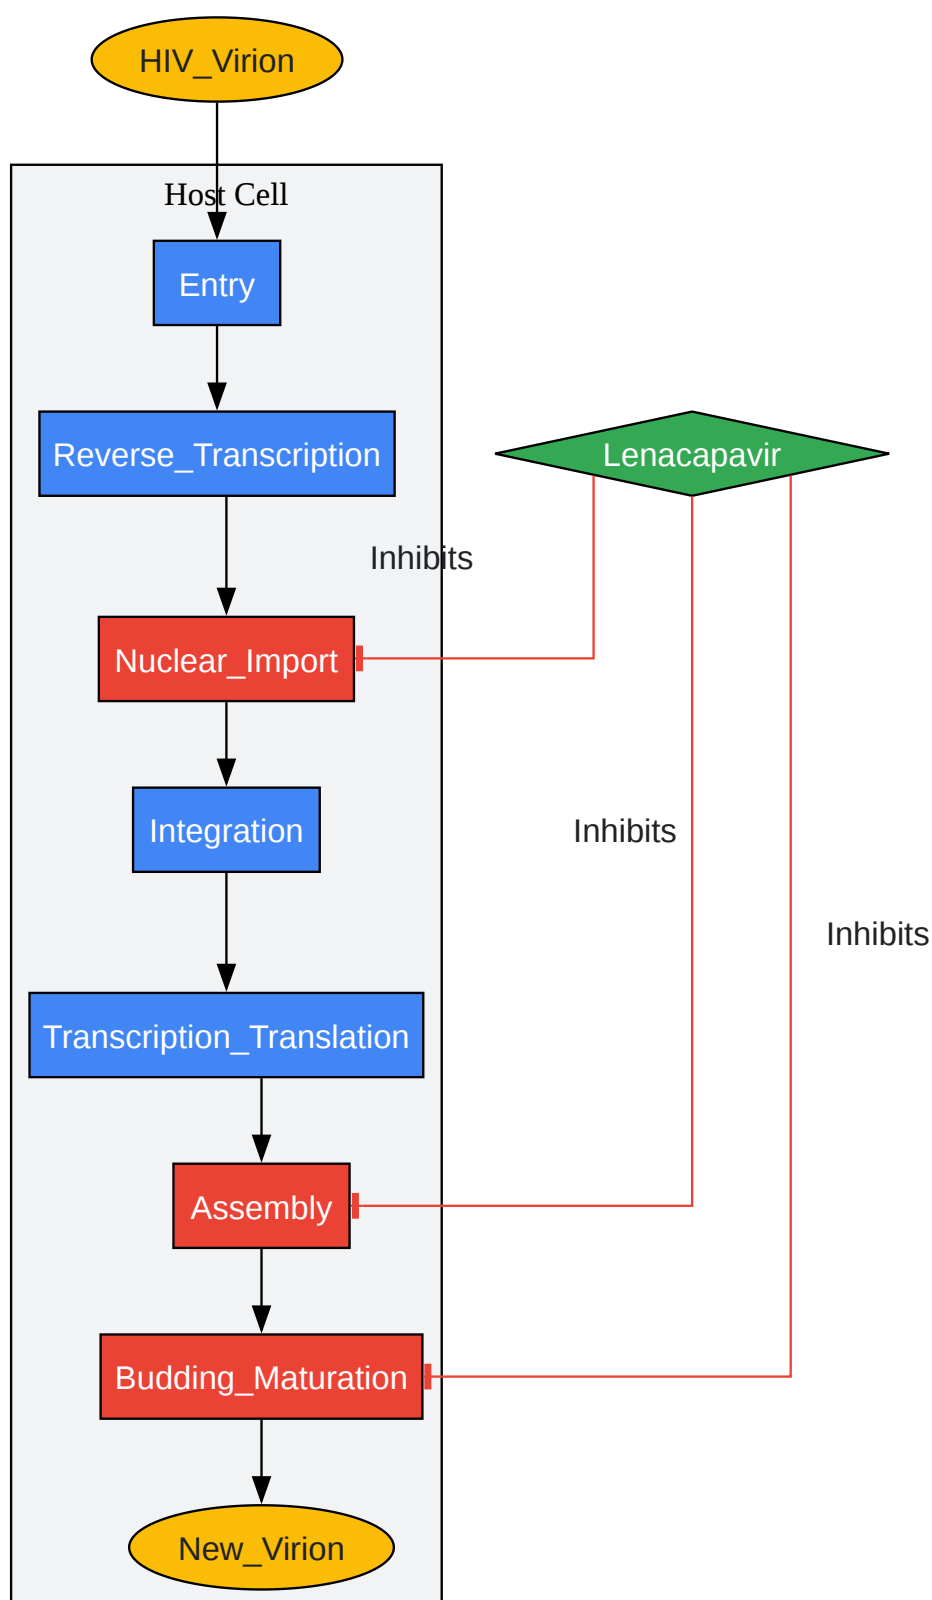 HIV_Virion
Host Cell
Entry
Reverse_Transcription
Lenacapavir
Inhibits
Nuclear_Import
Integration
Inhibits
Inhibits
Transcription_Translation
Assembly
Budding_Maturation
New_Virion